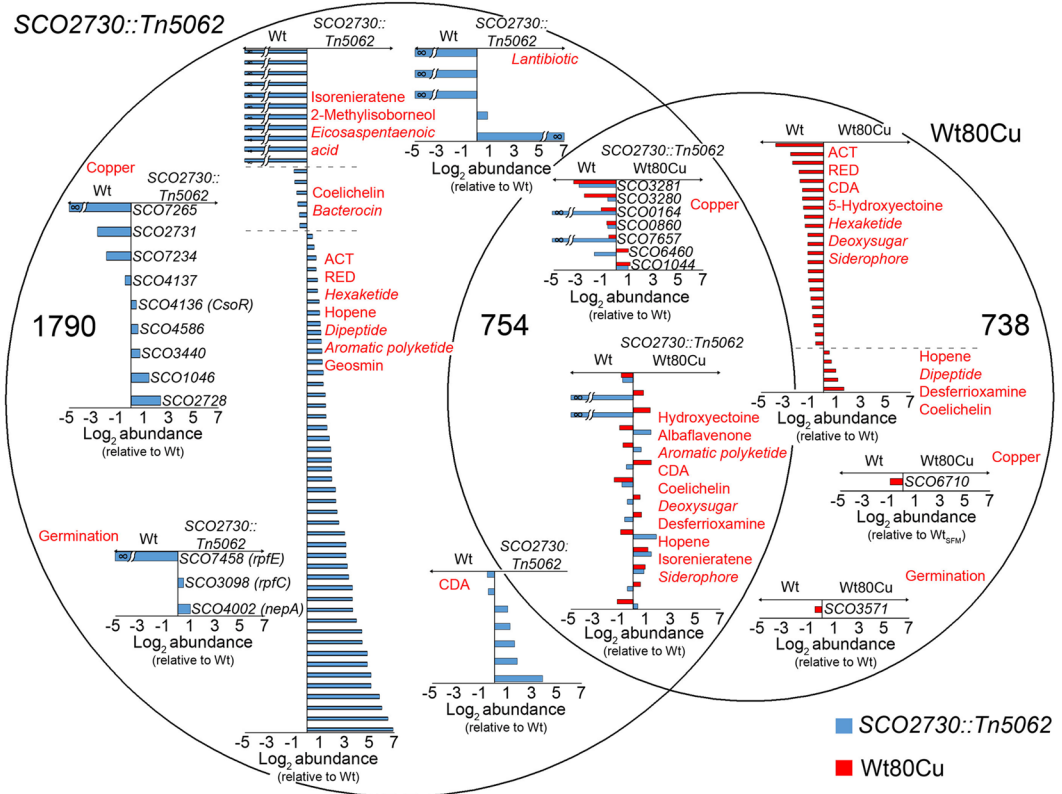 SCO2730::Tn5062
Wt SCO2730::
Tn5062
Isorenieratene
2-Methylisoborneol
Eicosaspentaenoic
acid
Coelichelin
Bacterocin
ACT
RED
Hexaketide
Hopene
Dipeptide
Aromatic polyketide
Geosmin
-5 -3 -1 1 3 5 7
Log2 abundance
(relative to Wt)
Wt SCO2730::
Tn5062
Lantibiotic
∞ ∞
-5 -3 -1 1 3 5 7
Log2 abundance
(relative to Wt)
Copper
Wt SCO2730::
Tn5062
∞ SCO7265
SCO2731
SCO7234
SCO4137
SCO4136 (CsoR)
SCO4586
SCO3440
SCO1046
SCO2728
-5 -3 -1 1 3 5 7
Log2 abundance
(relative to Wt)
1790
Germination
Wt SCO2730::
Tn5062
∞ SCO7458 (rpfE)
SCO3098 (rpfC)
SCO4002 (nepA)
-5 -3 -1 1 3 5 7
Log2 abundance
(relative to Wt)
Wt SCO2730:
Tn5062
CDA
-5 -3 -1 1 3 5 7
Log2 abundance
(relative to Wt)
SCO2730::Tn5062
Wt Wt80Cu
Copper
SCO3281
SCO3280
∞ SCO0164
SCO0860
∞ SCO7657
SCO6460
SCO1044
-5 -3 -1 1 3 5 7
Log2 abundance
(relative to Wt)
754
SCO2730::Tn5062
Wt Wt80Cu
∞
∞
Hydroxyectoine
Albaflavenone
Aromatic polyketide
CDA
Coelichelin
Deoxysugar
Desferrioxamine
Hopene
Isorenieratene
Siderophore
-5 -3 -1 1 3 5 7
Log2 abundance
(relative to Wt)
Wt80Cu
Wt Wt80Cu
ACT
RED
CDA
5-Hydroxyectoine
Hexaketide
Deoxysugar
Siderophore
738
Hopene
Dipeptide
Desferrioxamine
Coelichelin
-5 -3 -1 1 3 5 7
Log2 abundance
(relative to Wt)
Copper
Wt Wt80Cu
SCO6710
-5 -3 -1 1 3 5 7
Log2 abundance
(relative to WtSFM)
Germination
Wt Wt80Cu
SCO3571
-5 -3 -1 1 3 5 7
Log2 abundance
(relative to Wt)
SCO2730::Tn5062
Wt80Cu